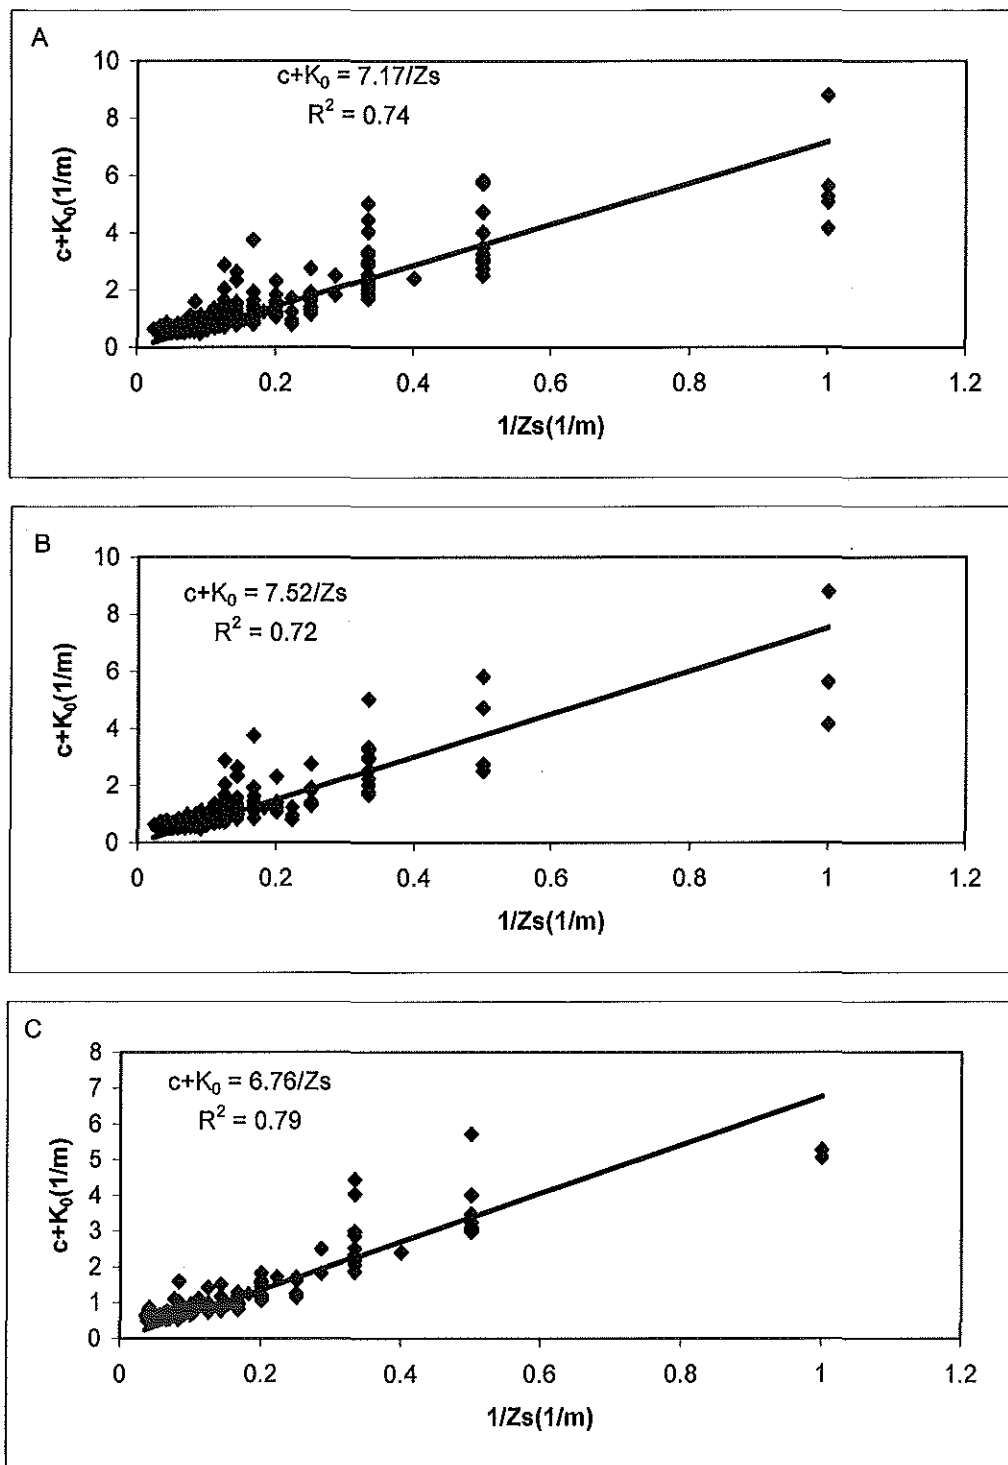 A
c+K₀ = 7.17/Zs
R² = 0.74
10
8
6
4
2
0
c+K₀(1/m)
0 0.2 0.4 0.6 0.8 1 1.2
1/Zs(1/m)
B
c+K₀ = 7.52/Zs
R² = 0.72
10
8
6
4
2
0
c+K₀(1/m)
0 0.2 0.4 0.6 0.8 1 1.2
1/Zs(1/m)
C
c+K₀ = 6.76/Zs
R² = 0.79
8
7
6
5
4
3
2
1
0
c+K₀(1/m)
0 0.2 0.4 0.6 0.8 1 1.2
1/Zs(1/m)